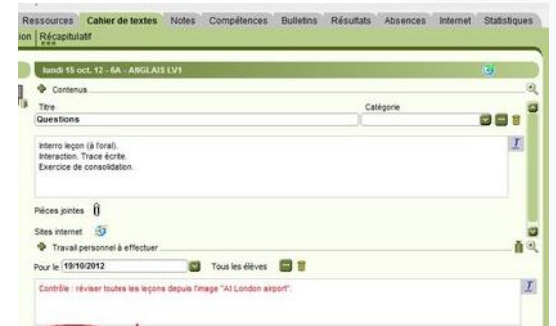 Ressources Cahier de textes Notes Compétences Bulletins Résultats Absences Internet Statistiques
ion Récapitulatif
lundi 15 oct. 12 - 6A - ANGLAIS LV1
Contenus
Titre Catégorie
Questions
Interro leçon (à l'oral).
Interaction. Trace écrite.
Exercice de consolidation.
Pièces jointes
Sites internet
Travail personnel à effectuer
Pour le 19/10/2012 Tous les élèves
Contrôle : réviser toutes les leçons depuis l'image "At London airport".